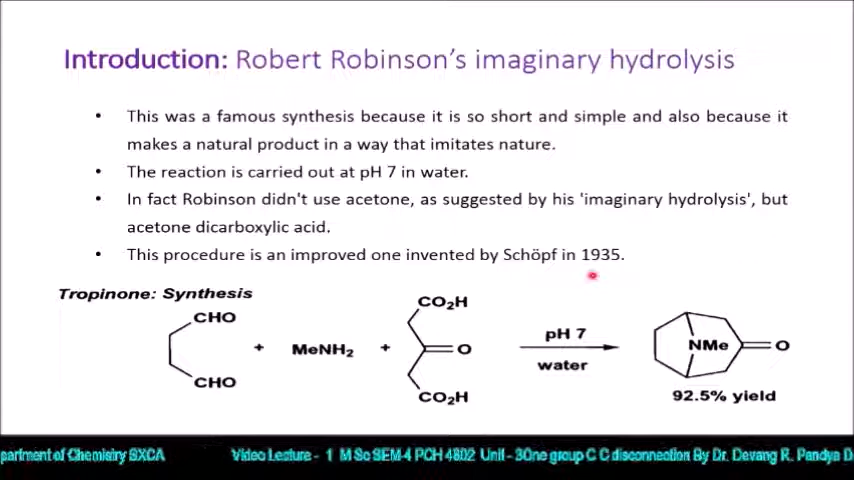 Introduction: Robert Robinson's imaginary hydrolysis
• This was a famous synthesis because it is so short and simple and also because it
makes a natural product in a way that imitates nature.
• The reaction is carried out at pH 7 in water.
• In fact Robinson didn't use acetone, as suggested by his 'imaginary hydrolysis', but
acetone dicarboxylic acid.
• This procedure is an improved one invented by Schöpf in 1935.
Tropinone: Synthesis
CHO
CHO
+
MeNH₂
+
CO₂H
O
CO₂H
pH 7
water
NMe
O
92.5% yield
partment of Chemistry SXCA Video Lecture - 1 M Sc SEM-4 PCH 4802 Unit - 3One group C C disconnection By Dr. Devang R. Pandya D